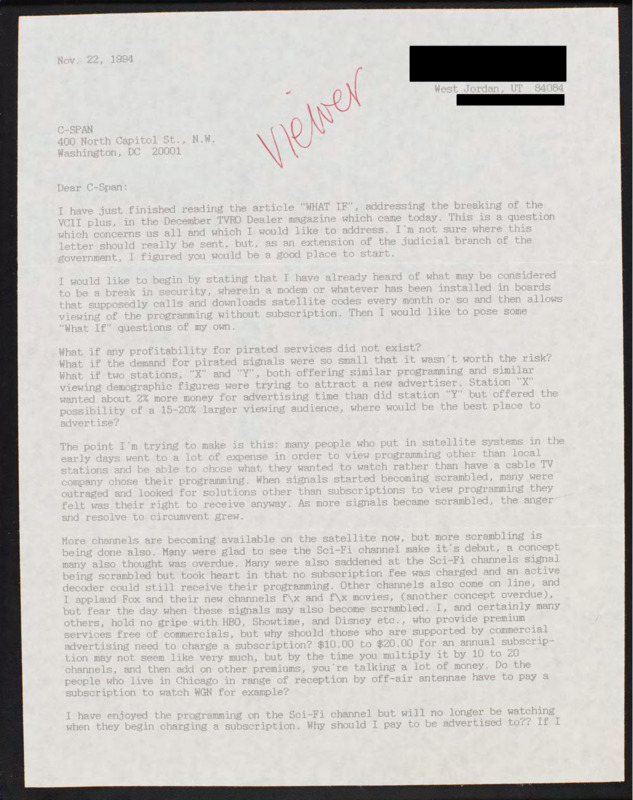 Nov. 22, 1994
West Jordan, UT 84084
Viewer
C-SPAN
400 North Capitol St., N.W.
Washington, DC 20001
Dear C-Span:
I have just finished reading the article "WHAT IF", addressing the breaking of the
VCII plus, in the December TVRO Dealer magazine which came today. This is a question
which concerns us all and which I would like to address. I'm not sure where this
letter should really be sent, but, as an extension of the judicial branch of the
government, I figured you would be a good place to start.
I would like to begin by stating that I have already heard of what may be considered
to be a break in security, wherein a modem or whatever has been installed in boards
that supposedly calls and downloads satellite codes every month or so and then allows
viewing of the programming without subscription. Then I would like to pose some
"What If" questions of my own.
What if any profitability for pirated services did not exist?
What if the demand for pirated signals were so small that it wasn't worth the risk?
What if two stations, "X" and "Y", both offering similar programming and similar
viewing demographic figures were trying to attract a new advertiser. Station "X"
wanted about 2% more money for advertising time than did station "Y" but offered the
possibility of a 15-20% larger viewing audience, where would be the best place to
advertise?
The point I'm trying to make is this: many people who put in satellite systems in the
early days went to a lot of expense in order to view programming other than local
stations and be able to chose what they wanted to watch rather than have a cable TV
company chose their programming. When signals started becoming scrambled, many were
outraged and looked for solutions other than subscriptions to view programming they
felt was their right to receive anyway. As more signals became scrambled, the anger
and resolve to circumvent grew.
More channels are becoming available on the satellite now, but more scrambling is
being done also. Many were glad to see the Sci-Fi channel make it's debut, a concept
many also thought was overdue. Many were also saddened at the Sci-Fi channels signal
being scrambled but took heart in that no subscription fee was charged and an active
decoder could still receive their programming. Other channels also come on line, and
I applaud Fox and their new channels f\x and f\x movies, (another concept overdue),
but fear the day when these signals may also become scrambled. I, and certainly many
others, hold no gripe with HBO, Showtime, and Disney etc., who provide premium
services free of commercials, but why should those who are supported by commercial
advertising need to charge a subscription? $10.00 to $20.00 for an annual subscrip-
tion may not seem like very much, but by the time you multiply it by 10 to 20
channels, and then add on other premiums, you're talking a lot of money. Do the
people who live in Chicago in range of reception by off-air antennae have to pay a
subscription to watch WGN for example?
I have enjoyed the programming on the Sci-Fi channel but will no longer be watching
when they begin charging a subscription. Why should I pay to be advertised to?? If I